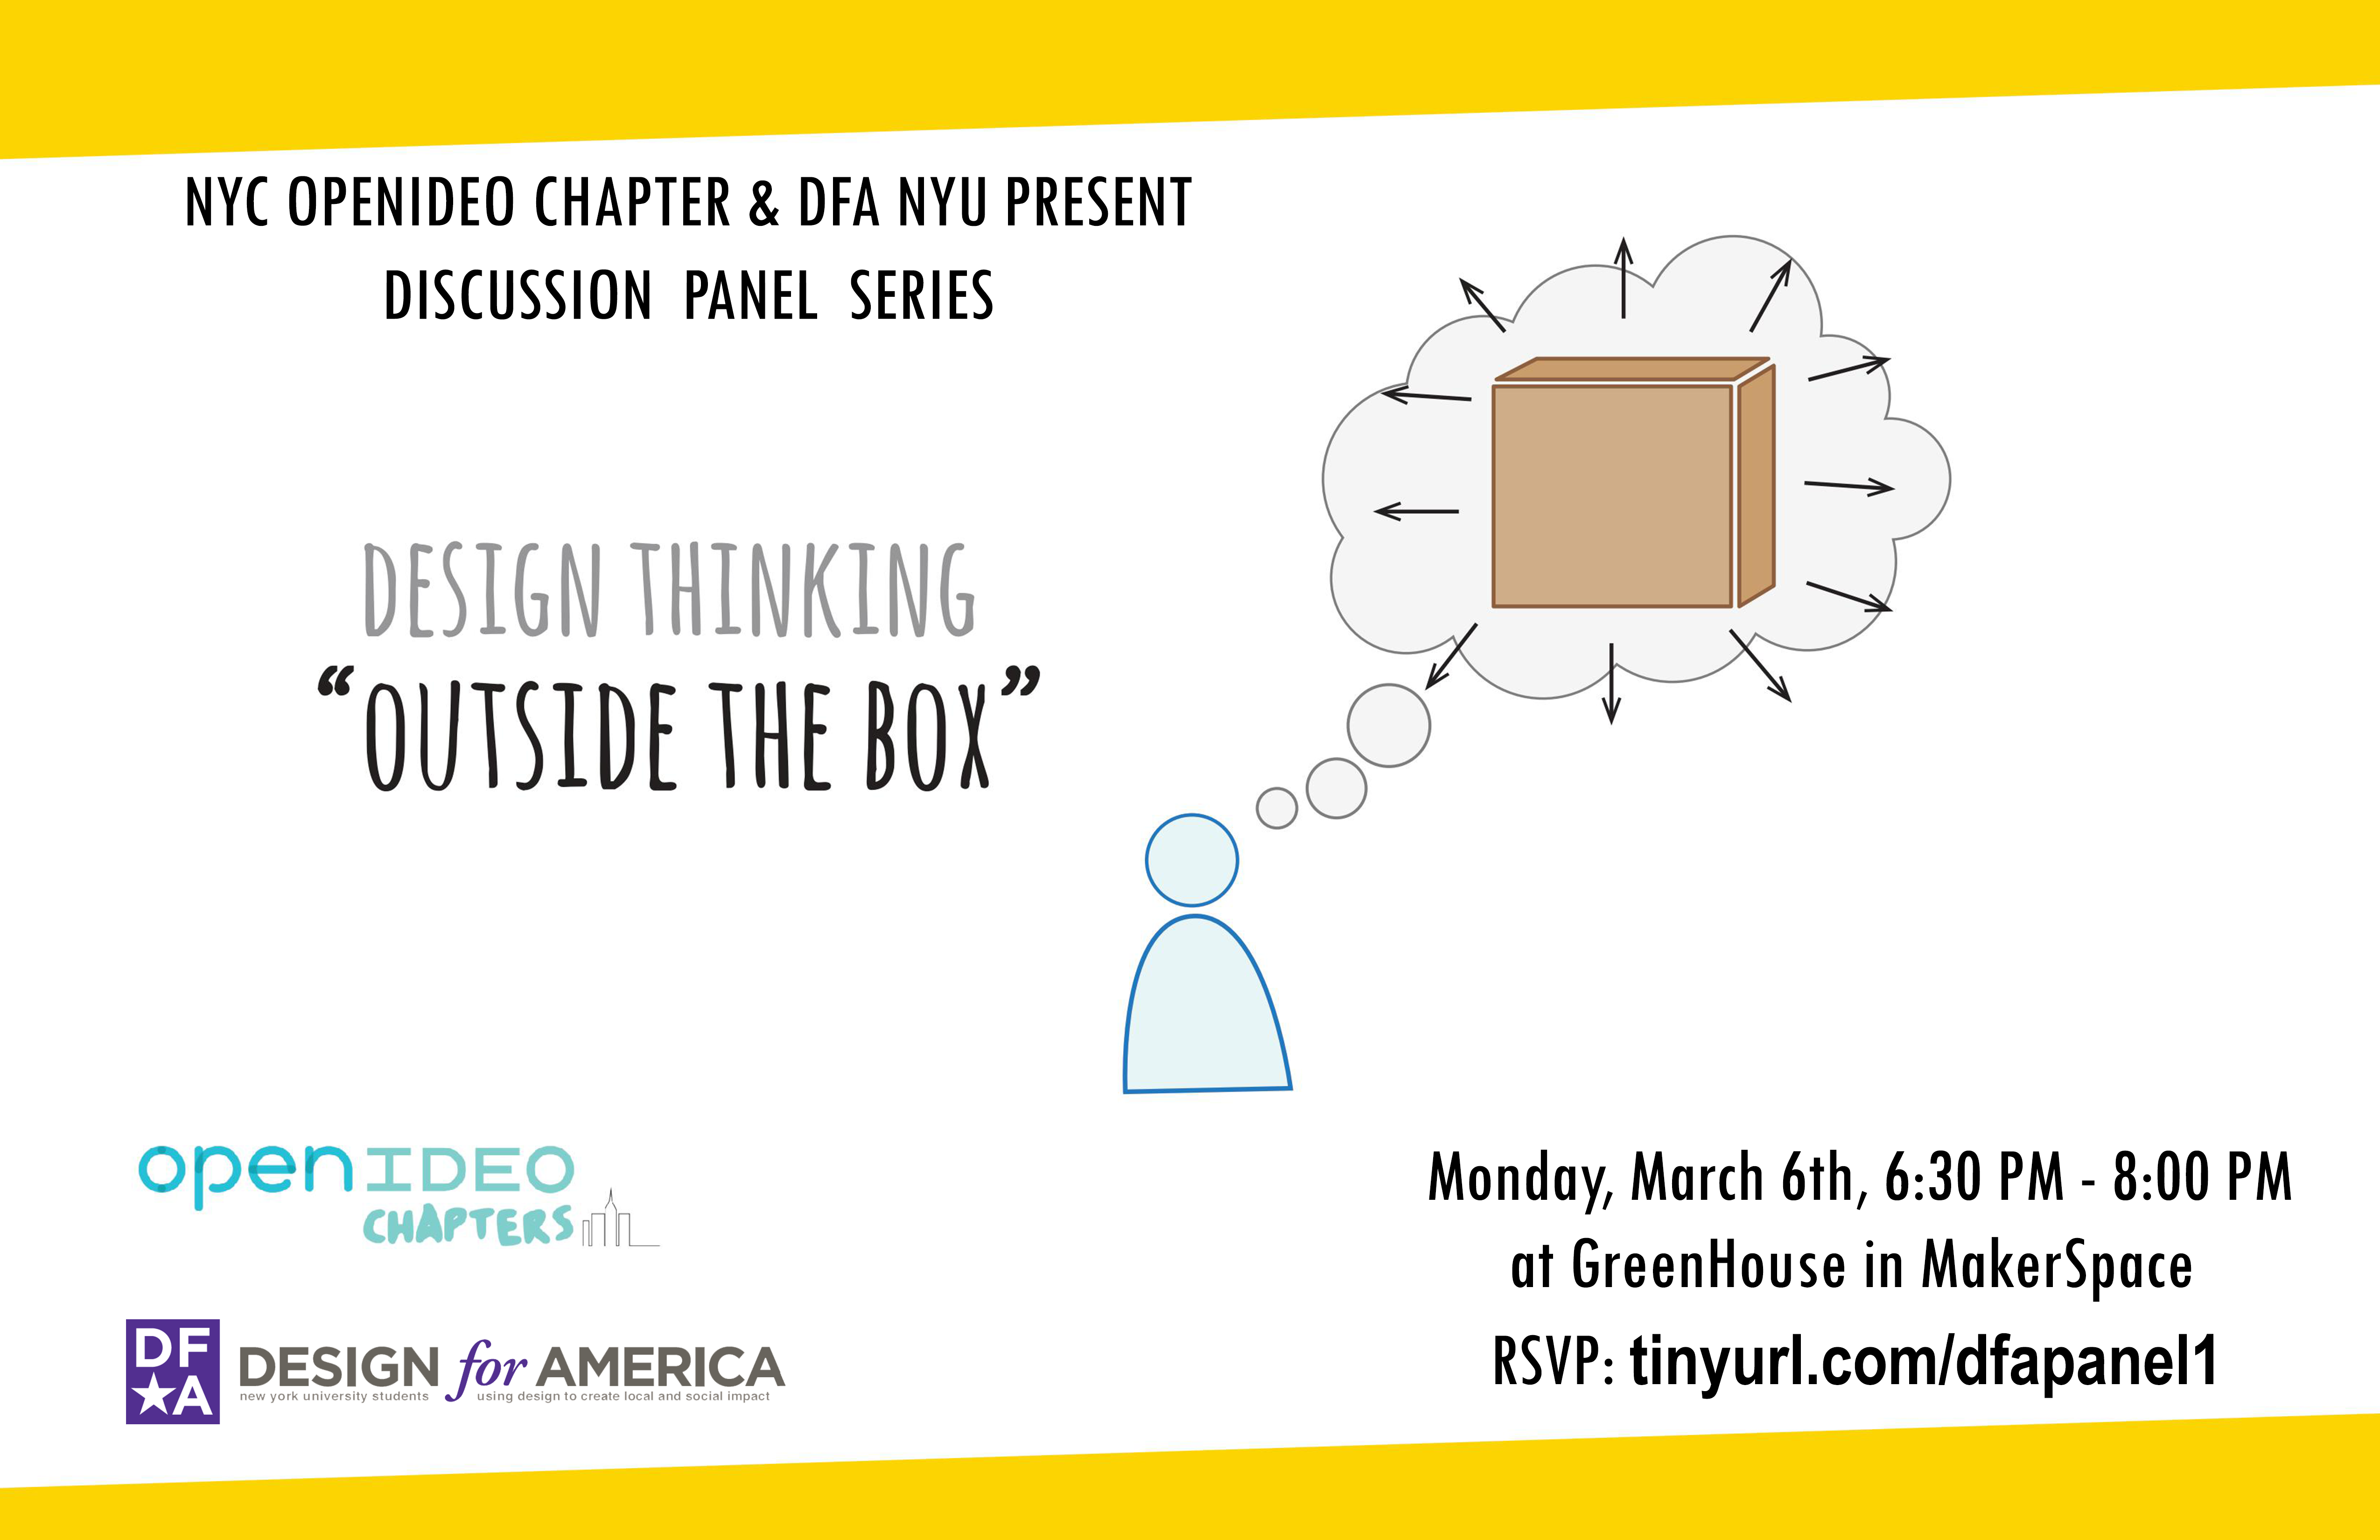 NYC OPENIDEO CHAPTER & DFA NYU PRESENT
DISCUSSION PANEL SERIES
DESIGN THINKING
“OUTSIDE THE BOX”
openIDEO
CHAPTERS
DF
A
DESIGN for AMERICA
new york university students using design to create local and social impact
Monday, March 6th, 6:30 PM - 8:00 PM
at GreenHouse in MakerSpace
RSVP: tinyurl.com/dfapanel1